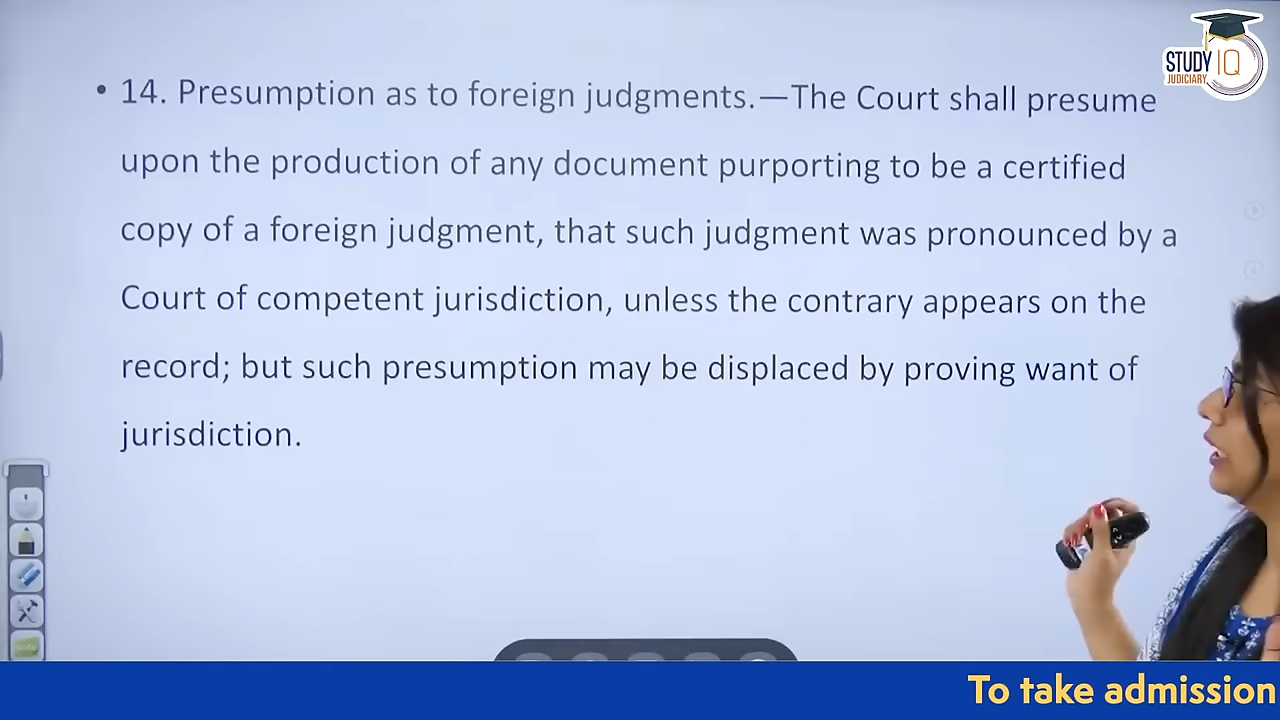 STUDY IQ
JUDICIARY
• 14. Presumption as to foreign judgments.—The Court shall presume
upon the production of any document purporting to be a certified
copy of a foreign judgment, that such judgment was pronounced by a
Court of competent jurisdiction, unless the contrary appears on the
record; but such presumption may be displaced by proving want of
jurisdiction.
To take admission